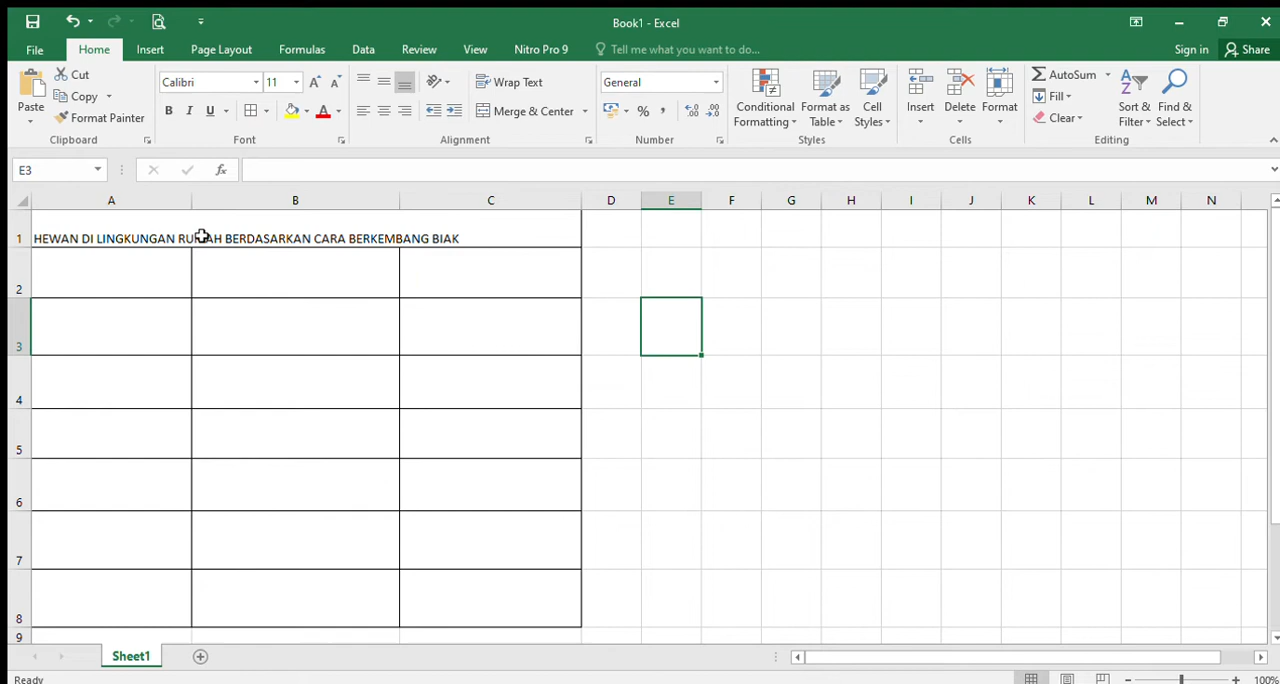 Book1 - Excel
File Home Insert Page Layout Formulas Data Review View Nitro Pro 9 Tell me what you want to do... Sign in Share
Paste Cut Copy Format Painter
Calibri 11
B I U A
Wrap Text
Merge & Center
General
%
Conditional Formatting Format as Table Cell Styles
Insert Delete Format
AutoSum Fill Clear
Sort & Filter Find & Select
Clipboard Font Alignment Number Styles Cells Editing
E3 fx
A B C D E F G H I J K L M N
1 HEWAN DI LINGKUNGAN RUMAH BERDASARKAN CARA BERKEMBANG BIAK
2
3
4
5
6
7
8
9
Sheet1
Ready 100%